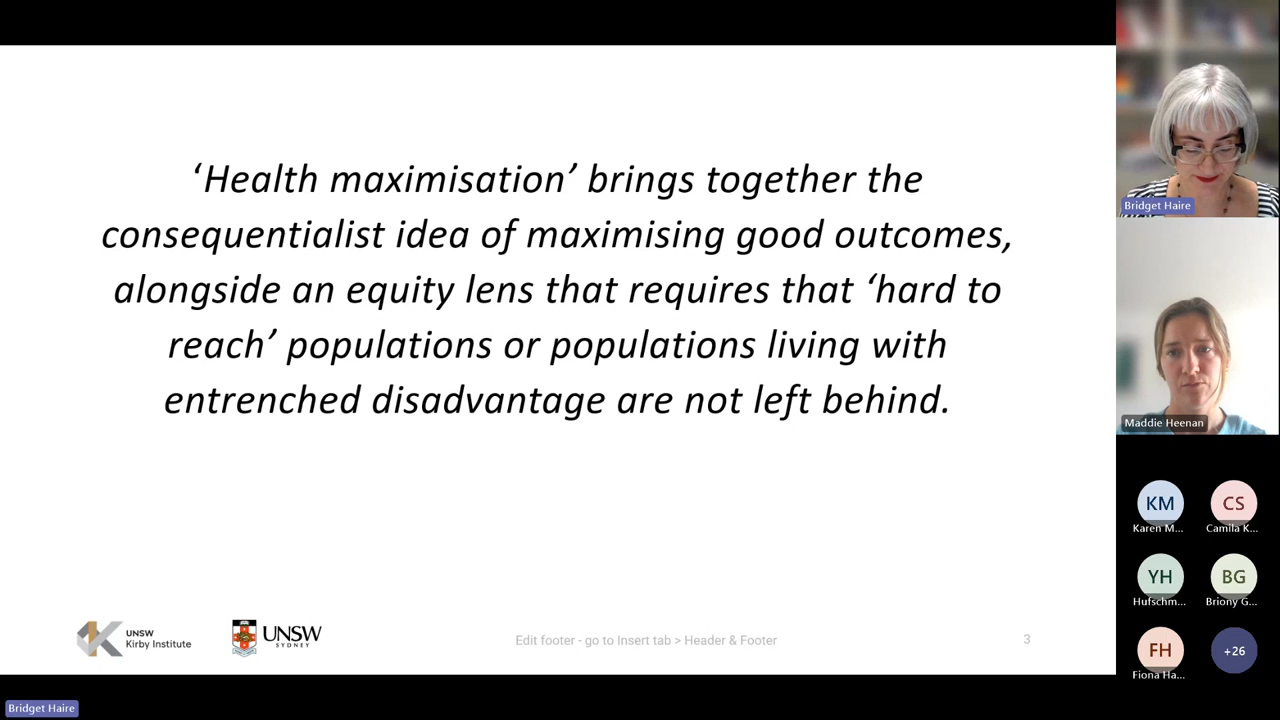 ‘Health maximisation’ brings together the
consequentialist idea of maximising good outcomes,
alongside an equity lens that requires that ‘hard to
reach’ populations or populations living with
entrenched disadvantage are not left behind.
UNSW
Kirby Institute
UNSW
SYDNEY
Edit footer - go to Insert tab > Header & Footer
3
Bridget Haire
Bridget Haire
Maddie Heenan
KM
Karen M...
CS
Camila K...
YH
Hufschm...
BG
Briony G...
FH
Fiona Ha...
+26